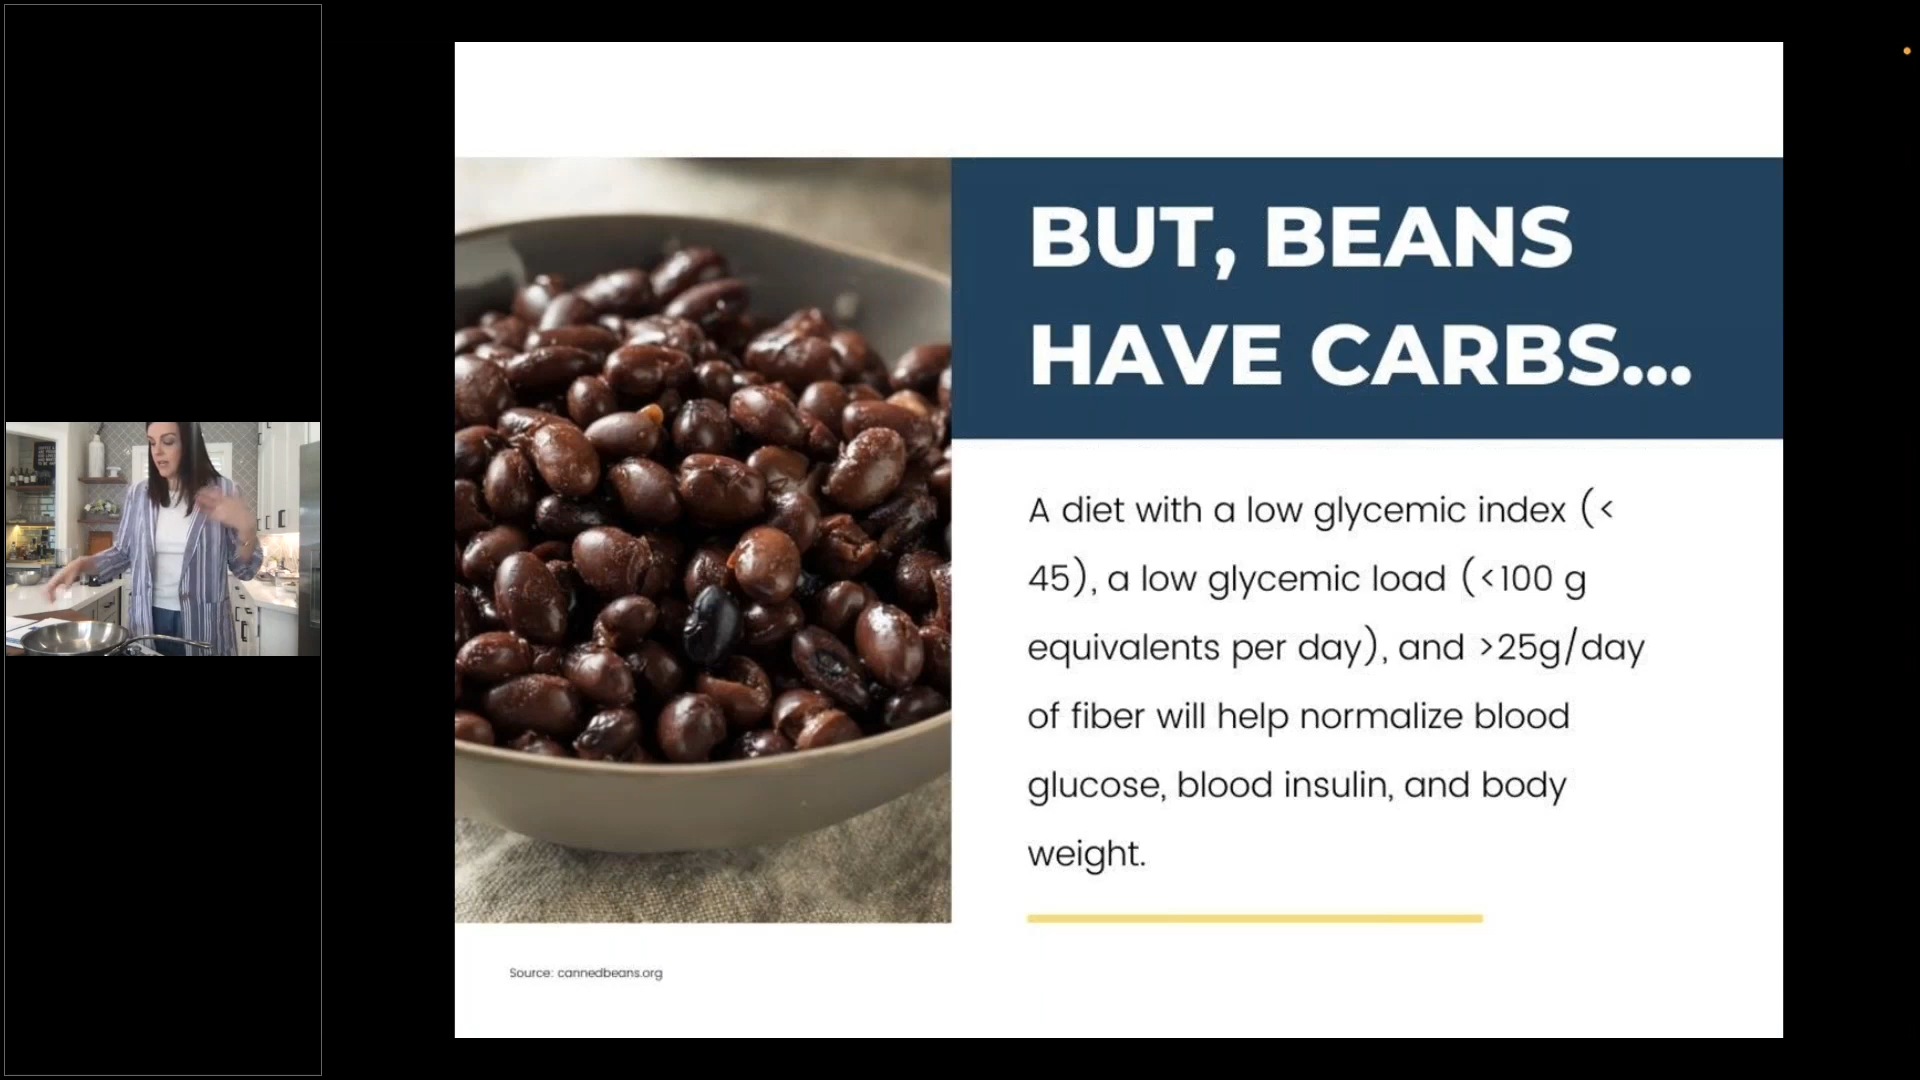 BUT, BEANS
HAVE CARBS...
A diet with a low glycemic index (<
45), a low glycemic load (<100 g
equivalents per day), and >25g/day
of fiber will help normalize blood
glucose, blood insulin, and body
weight.
Source: cannedbeans.org